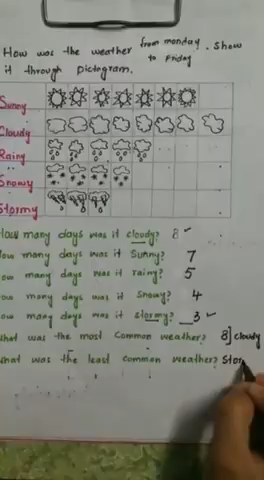 How was the weather from monday to Friday. Show
it through pictogram.
Sunny
Cloudy
Rainy
Snowy
Stormy
How many days was it cloudy? 8
How many days was it Sunny? 7
How many days was it rainy? 5
How many days was it Snowy? 4
How many days was it stormy? 3
What was the most Common weather? 8] cloudy
What was the least common weather? Stor